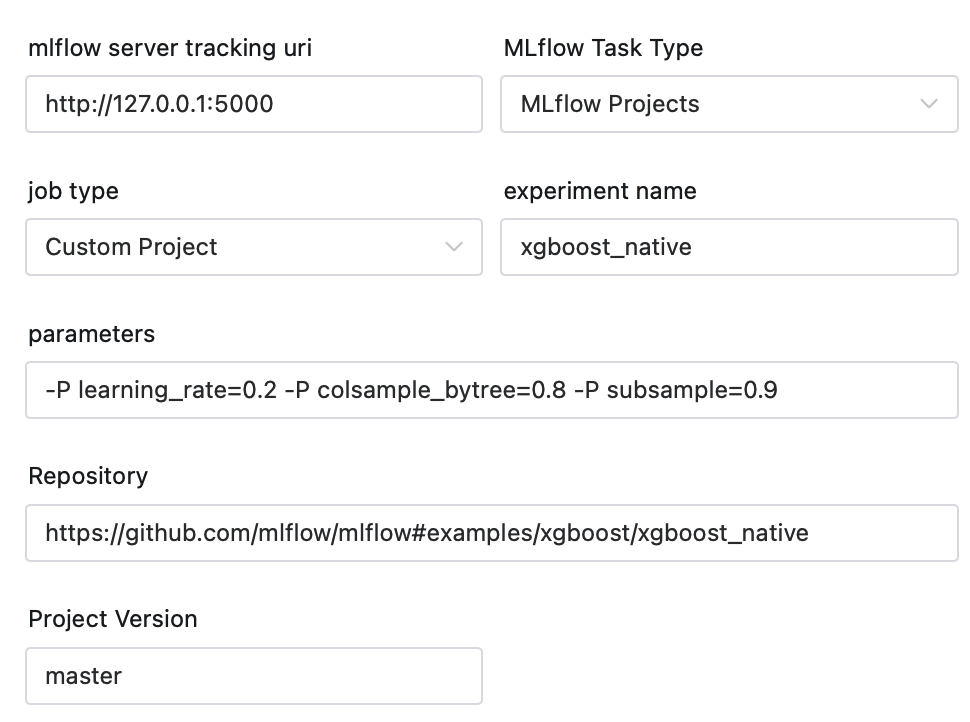 mlflow server tracking uri
MLflow Task Type
http://127.0.0.1:5000
MLflow Projects
job type
experiment name
Custom Project
xgboost_native
parameters
-P learning_rate=0.2 -P colsample_bytree=0.8 -P subsample=0.9
Repository
https://github.com/mlflow/mlflow#examples/xgboost/xgboost_native
Project Version
master